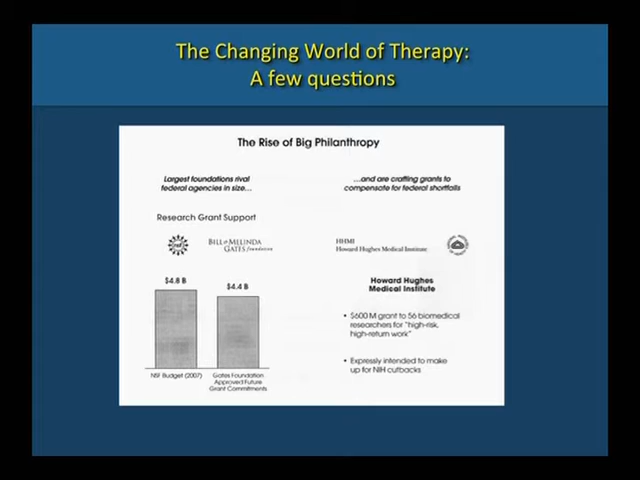 The Changing World of Therapy:
A few questions
The Rise of Big Philanthropy
Largest foundations rival
federal agencies in size...
...and are crafting grants to
compensate for federal shortfalls
Research Grant Support
BILL & MELINDA
GATES foundation
HHMI
Howard Hughes Medical Institute
$4.8 B
$4.4 B
NSF Budget (2007)
Gates Foundation
Approved Future
Grant Commitments
Howard Hughes
Medical Institute
• $600 M grant to 56 biomedical
researchers for "high-risk,
high-return work"
• Expressly intended to make
up for NIH cutbacks